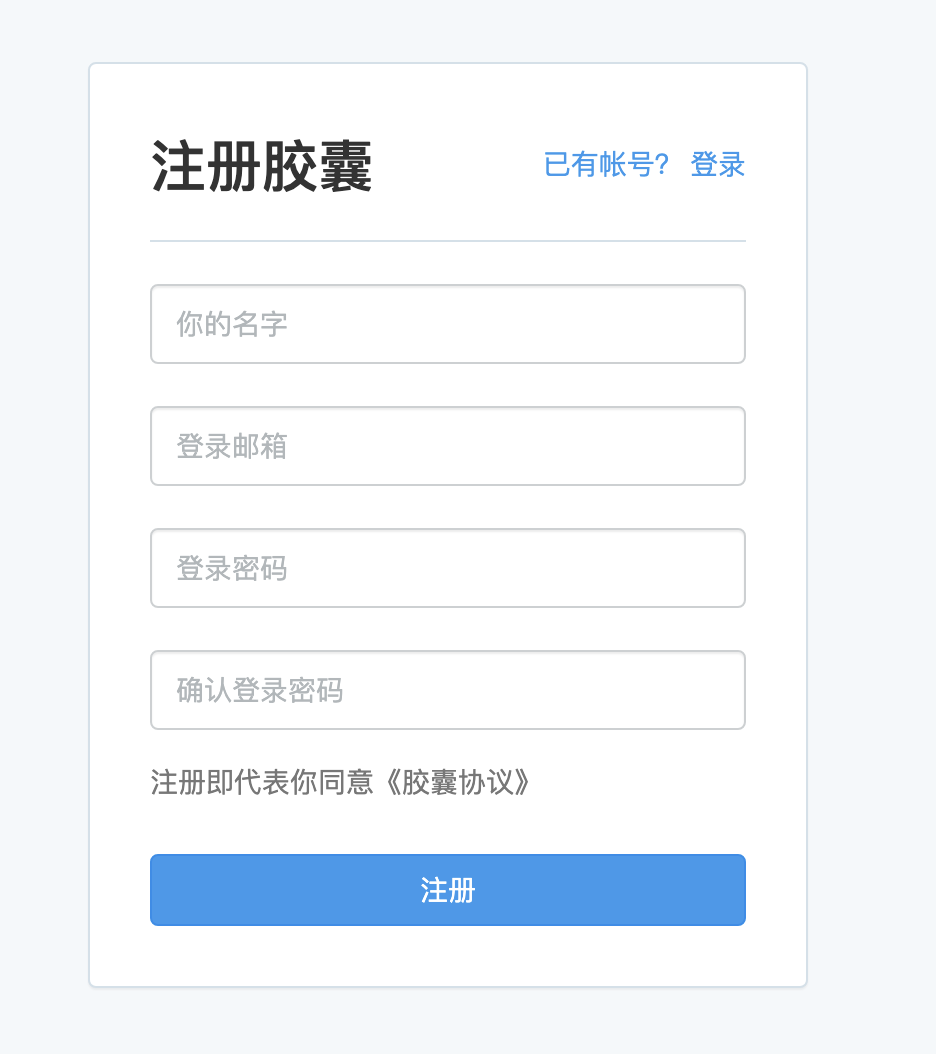 注册胶囊
已有帐号? 登录
你的名字
登录邮箱
登录密码
确认登录密码
注册即代表你同意《胶囊协议》
注册